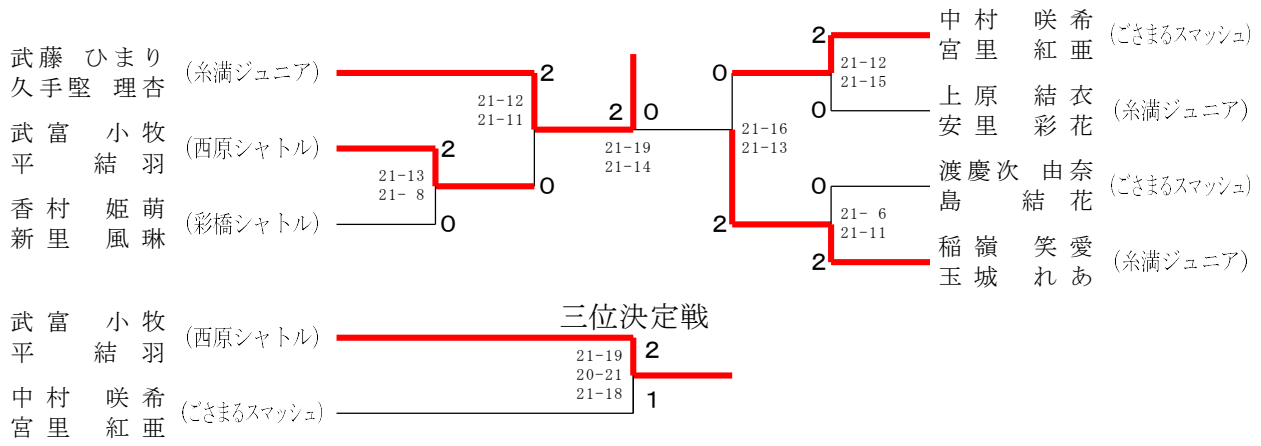 武藤 ひまり
久手堅 理杏
(糸満ジュニア)
武富 小牧
平 結羽
(西原シャトル)
香村 姫萌
新里 風琳
(彩橋シャトル)
2
21-13
21- 8
0
2
21-12
21-11
0
2 0
21-19
21-14
中村 咲希
宮里 紅亜
(ごさまるスマッシュ)
上原 結衣
安里 彩花
(糸満ジュニア)
渡慶次 由奈
島 結花
(ごさまるスマッシュ)
稲嶺 笑愛
玉城 れあ
(糸満ジュニア)
2
21-12
21-15
0
0
21- 6
21-11
2
0
21-16
21-13
2
三位決定戦
武富 小牧
平 結羽
(西原シャトル)
中村 咲希
宮里 紅亜
(ごさまるスマッシュ)
21-19
20-21
21-18
2
1